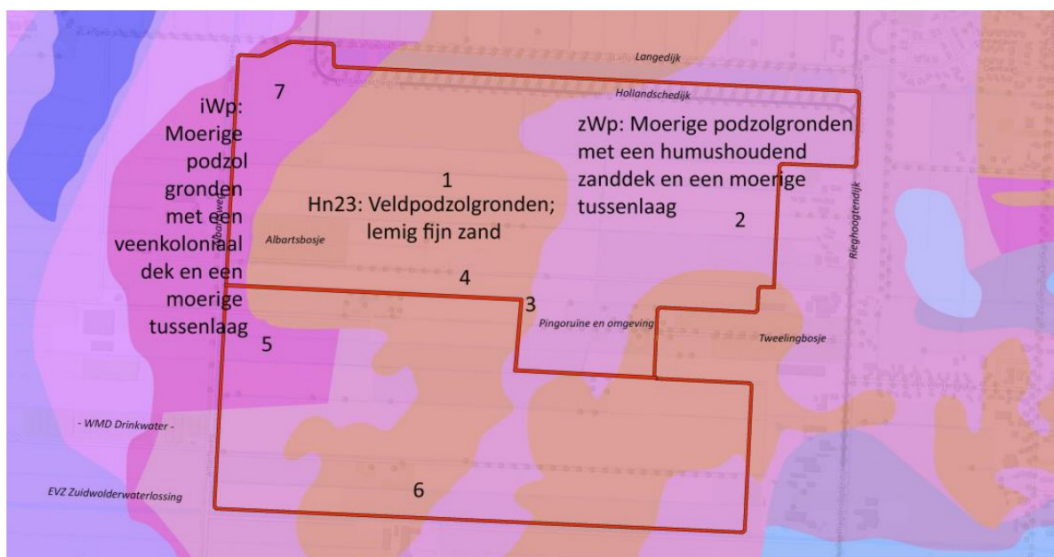 Langedijk
Hollandschedijk
7
iWp:
Moerige
podzol
gronden
met een
veenkoloniaal
dek en een
moerige
tussenlaag
zWp: Moerige podzolgronden
met een humushoudend
zanddek en een moerige
tussenlaag
1
Hn23: Veldpodzolgronden;
lemig fijn zand
2
Rieghoogtendijk
Albartsbosje
4
3
Pingoruïne en omgeving
Tweelingbosje
5
- WMD Drinkwater -
6
EVZ Zuidwolderwaterlossing